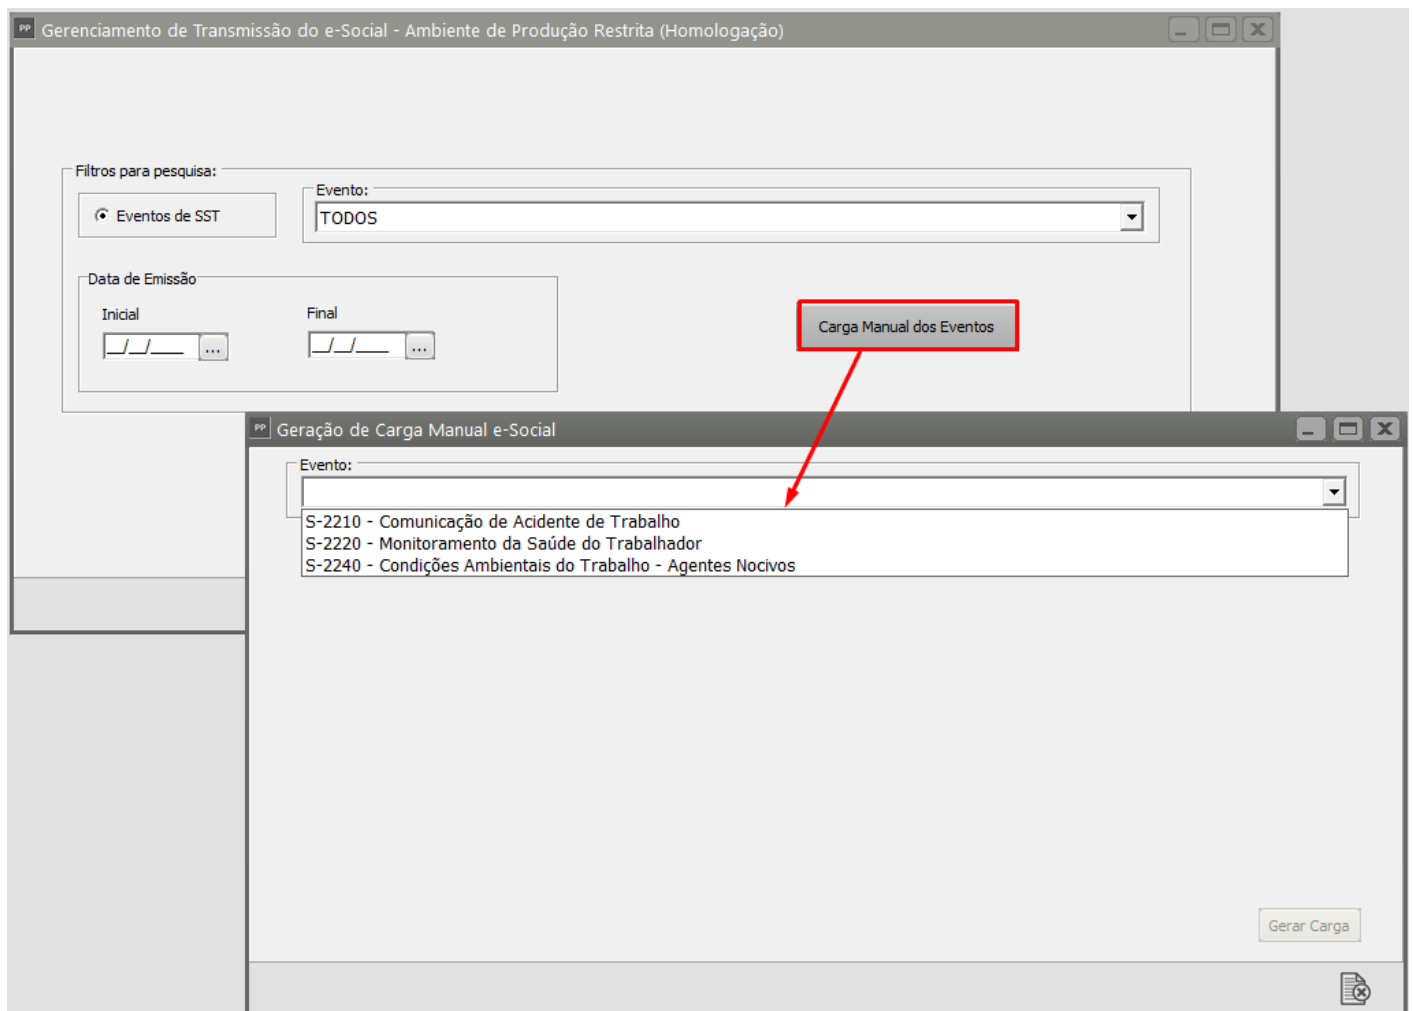 PP Gerenciamento de Transmissão do e-Social - Ambiente de Produção Restrita (Homologação)
Filtros para pesquisa:
Eventos de SST
Evento:
TODOS
Data de Emissão
Inicial
Final
__/__/____ ...
__/__/____ ...
Carga Manual dos Eventos
PP Geração de Carga Manual e-Social
Evento:
S-2210 - Comunicação de Acidente de Trabalho
S-2220 - Monitoramento da Saúde do Trabalhador
S-2240 - Condições Ambientais do Trabalho - Agentes Nocivos
Gerar Carga